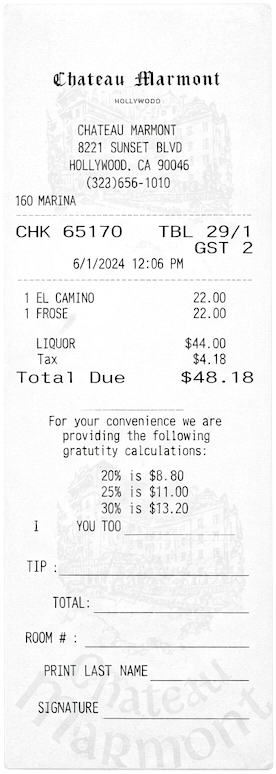 Chateau Marmont
HOLLYWOOD
CHATEAU MARMONT
8221 SUNSET BLVD
HOLLYWOOD, CA 90046
(323)656-1010
160 MARINA
CHK 65170 TBL 29/1
GST 2
6/1/2024 12:06 PM
1 EL CAMINO 22.00
1 FROSE 22.00
LIQUOR $44.00
Tax $4.18
Total Due $48.18
For your convenience we are
providing the following
gratutity calculations:
20% is $8.80
25% is $11.00
30% is $13.20
I YOU TOO
TIP :
TOTAL:
ROOM # :
PRINT LAST NAME
SIGNATURE
Chateau
Marmont